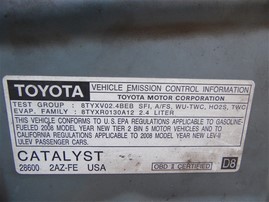 TOYOTA VEHICLE EMISSION CONTROL INFORMATION
TOYOTA MOTOR CORPORATION
TEST GROUP : 8TYXV02.4BEB SFI, A/FS, WU-TWC, HO2S, TWC
EVAP. FAMILY : 8TYXR0130A12 2.4 LITER
THIS VEHICLE CONFORMS TO U.S. EPA REGULATIONS APPLICABLE TO GASOLINE-
FUELED 2008 MODEL YEAR NEW TIER 2 BIN 5 MOTOR VEHICLES AND TO
CALIFORNIA REGULATIONS APPLICABLE TO 2008 MODEL YEAR NEW LEV-II
ULEV PASSENGER CARS.
CATALYST
28600 2AZ-FE USA OBD II CERTIFIED D8